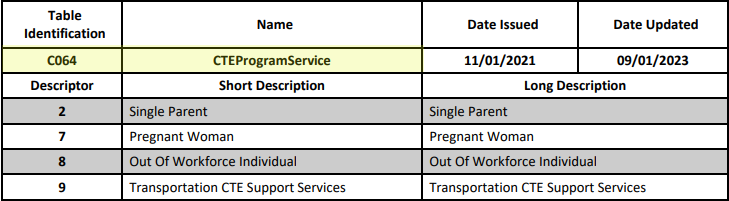 Table Identification Name Date Issued Date Updated
C064 CTEProgramService 11/01/2021 09/01/2023
Descriptor Short Description Long Description
2 Single Parent Single Parent
7 Pregnant Woman Pregnant Woman
8 Out Of Workforce Individual Out Of Workforce Individual
9 Transportation CTE Support Services Transportation CTE Support Services